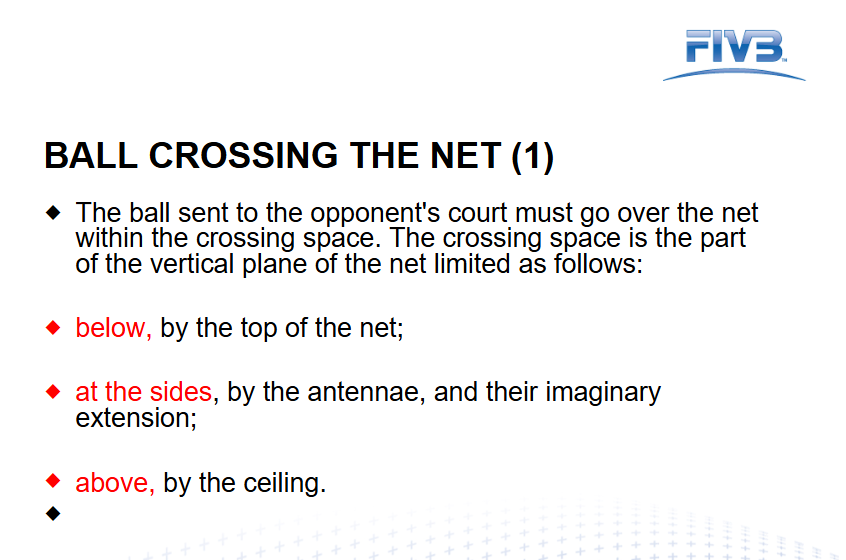 FIVB™
BALL CROSSING THE NET (1)
The ball sent to the opponent's court must go over the net
within the crossing space. The crossing space is the part
of the vertical plane of the net limited as follows:
below, by the top of the net;
at the sides, by the antennae, and their imaginary
extension;
above, by the ceiling.